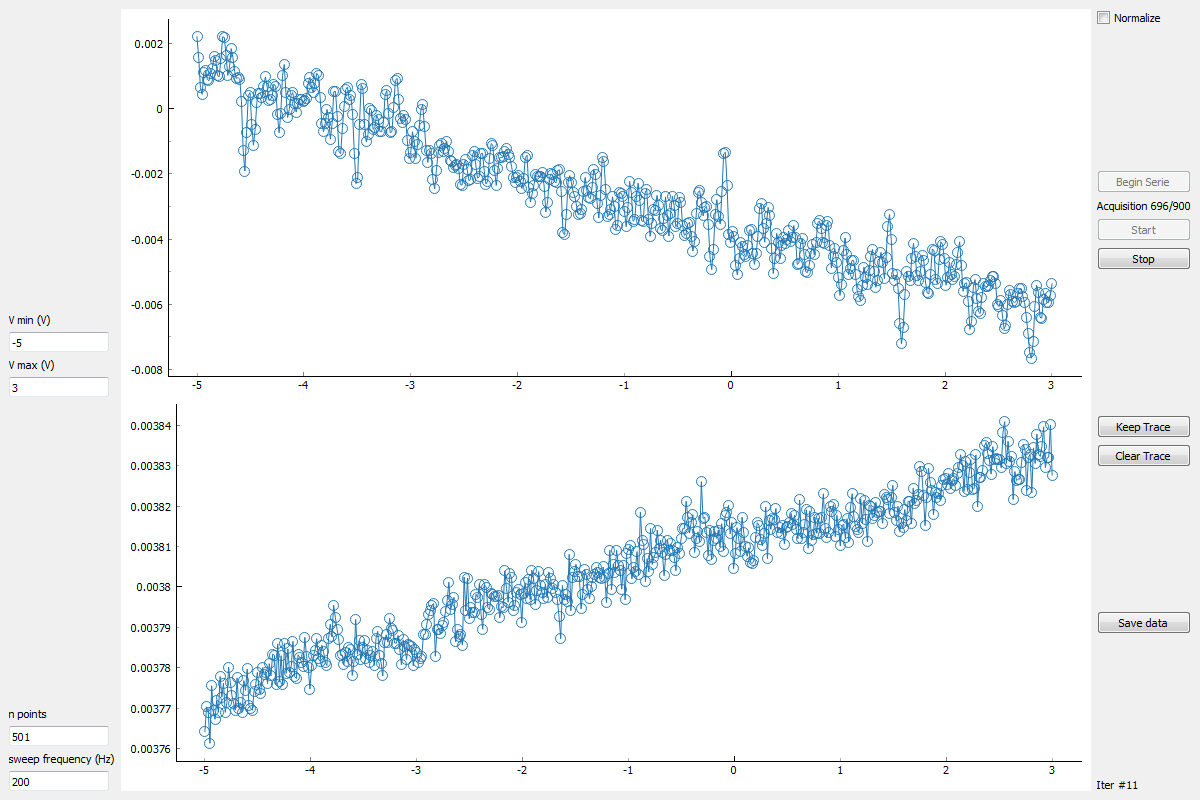 Normalize
0.002
0
-0.002
-0.004
-0.006
-0.008
-5
-4
-3
-2
-1
0
1
2
3
Begin Serie
Acquisition 696/900
Start
Stop
V min (V)
-5
V max (V)
3
0.00384
0.00383
0.00382
0.00381
0.0038
0.00379
0.00378
0.00377
0.00376
-5
-4
-3
-2
-1
0
1
2
3
Keep Trace
Clear Trace
Save data
n points
501
sweep frequency (Hz)
200
Iter #11